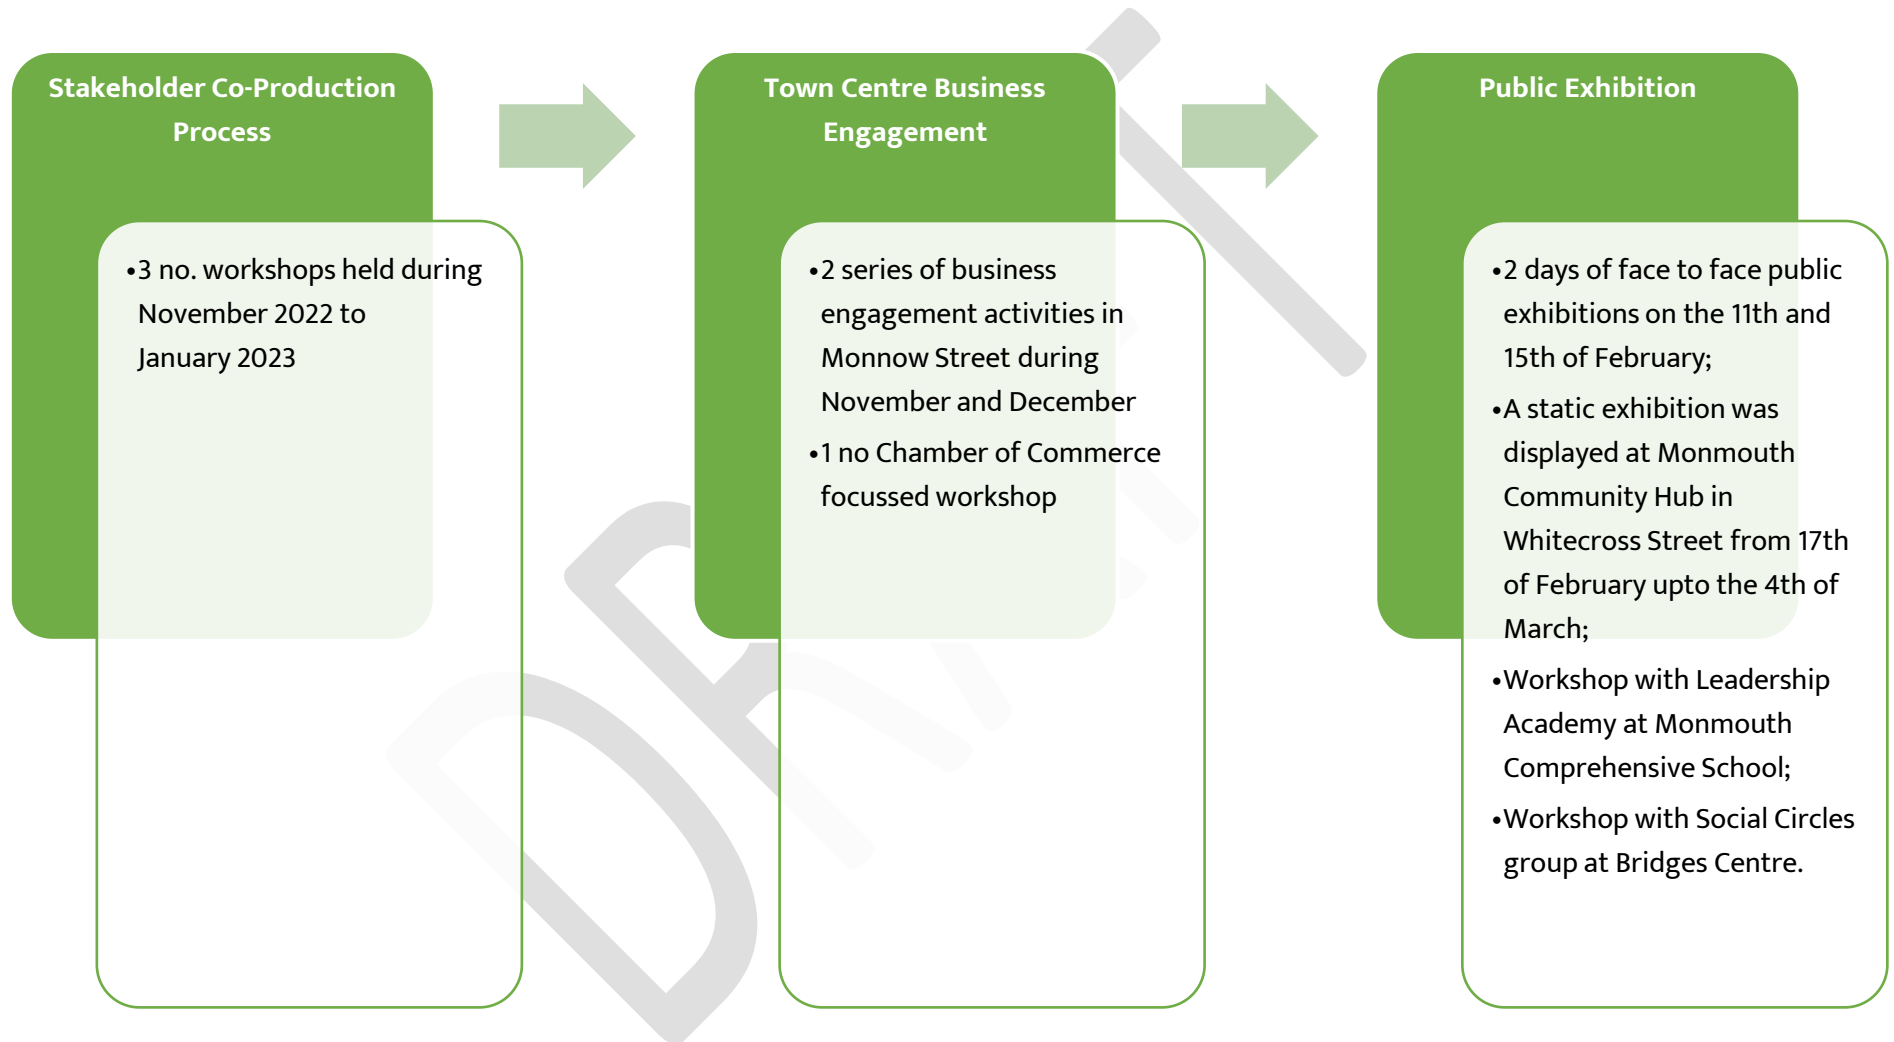 Stakeholder Co-Production
Process
•3 no. workshops held during
November 2022 to
January 2023
Town Centre Business
Engagement
•2 series of business
engagement activities in
Monnow Street during
November and December
•1 no Chamber of Commerce
focussed workshop
Public Exhibition
•2 days of face to face public
exhibitions on the 11th and
15th of February;
•A static exhibition was
displayed at Monmouth
Community Hub in
Whitecross Street from 17th
of February upto the 4th of
March;
•Workshop with Leadership
Academy at Monmouth
Comprehensive School;
•Workshop with Social Circles
group at Bridges Centre.
DRAFT